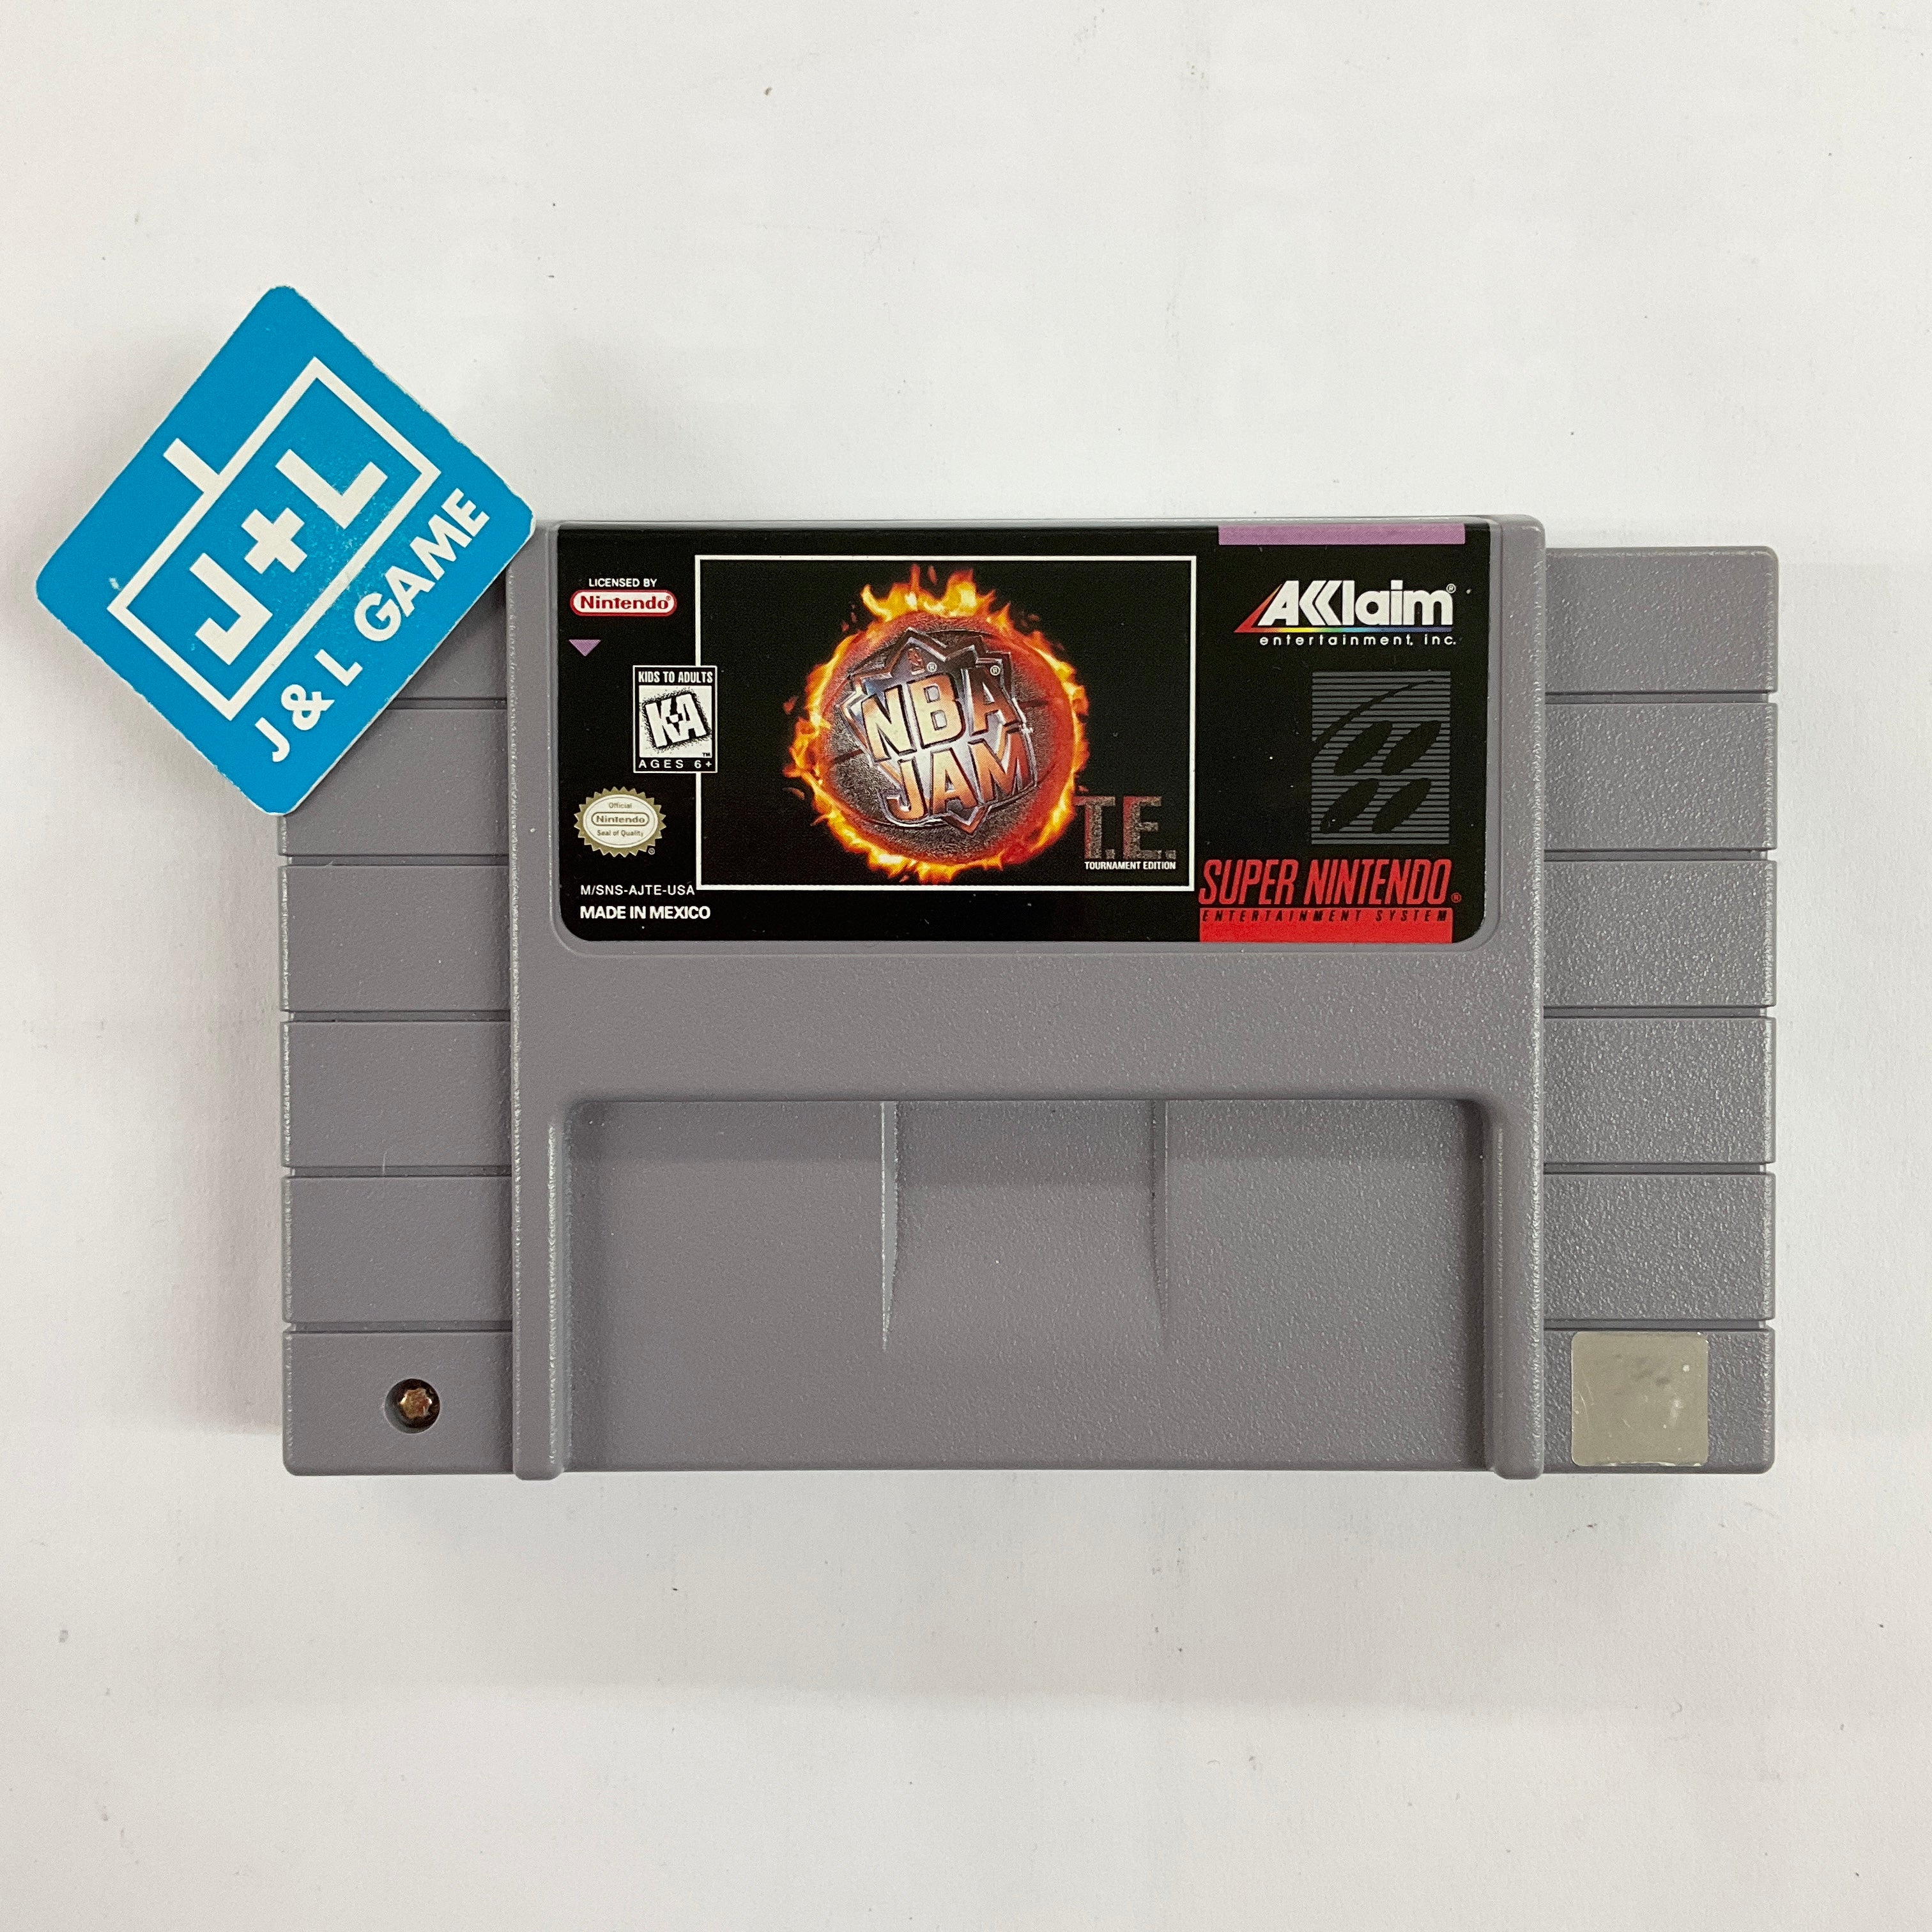 J+L
J & L GAME
LICENSED BY
Nintendo®
KIDS TO ADULTS
K-A
™
AGES 6+
Official
Nintendo
Seal of Quality
®
M/SNS-AJTE-USA
MADE IN MEXICO
NBA
JAM
T.E.
TOURNAMENT EDITION
AKKlaim®
entertainment, inc.
SUPER NINTENDO®
ENTERTAINMENT SYSTEM